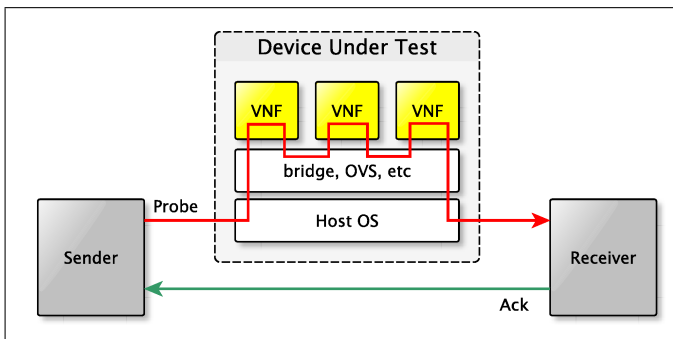 Device Under Test
VNF VNF VNF
bridge, OVS, etc
Probe
Host OS
Sender
Receiver
Ack